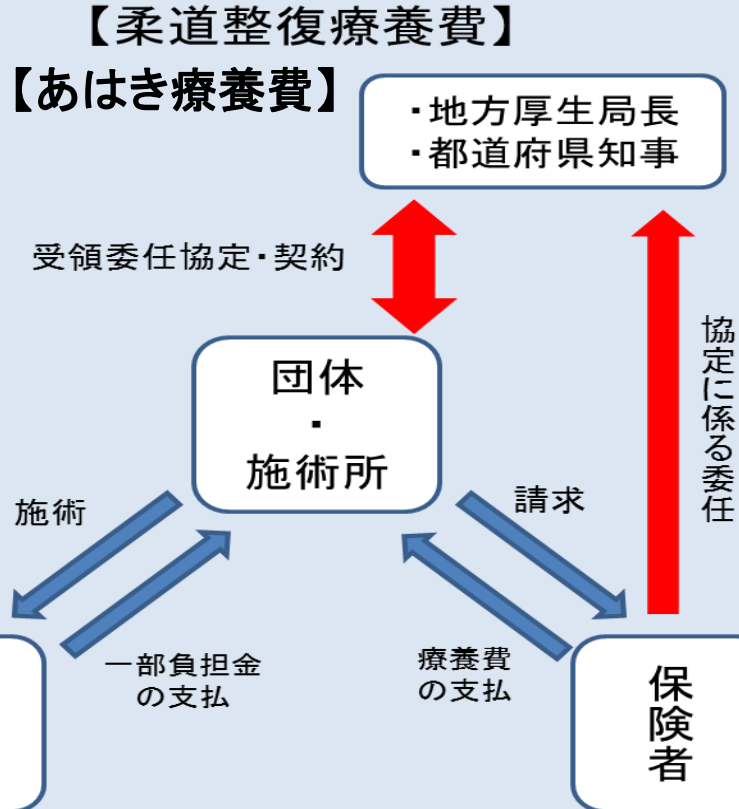 【柔道整復療養費】
【あはき療養費】
・地方厚生局長
・都道府県知事
受領委任協定・契約
協定に係る委任
団体
・
施術所
施術
請求
一部負担金
の支払
療養費
の支払
保険者